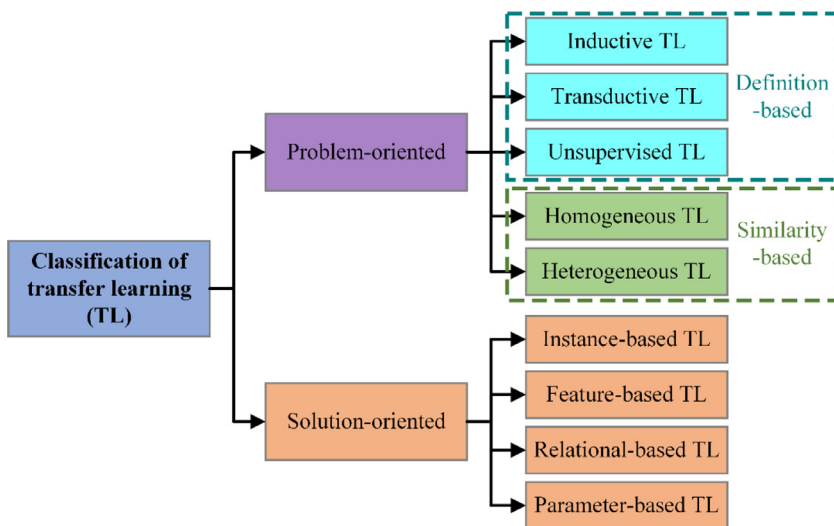 Classification of
transfer learning
(TL)
Problem-oriented
Inductive TL
Transductive TL
Unsupervised TL
Definition
-based
Homogeneous TL
Heterogeneous TL
Similarity
-based
Solution-oriented
Instance-based TL
Feature-based TL
Relational-based TL
Parameter-based TL